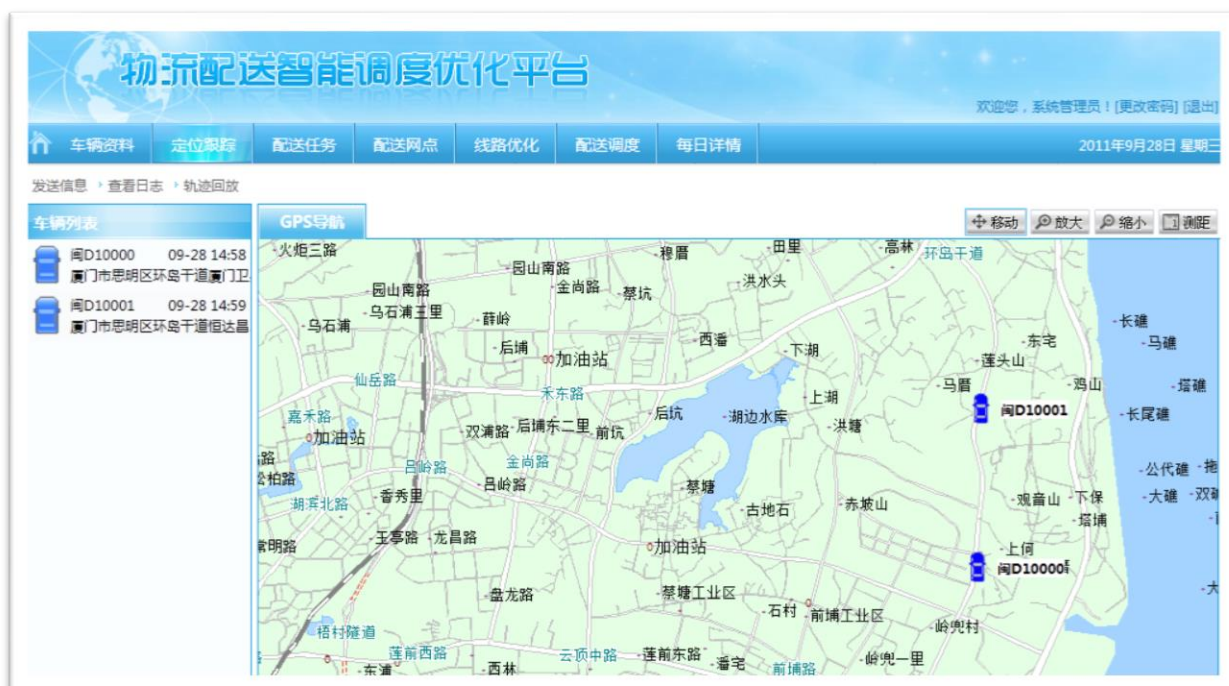 物流配送智能调度优化平台
欢迎您，系统管理员！[更改密码] [退出]
车辆资料 定位跟踪 配送任务 配送网点 线路优化 配送调度 每日详情 2011年9月28日 星期三
发送信息 查看日志 轨迹回放
车辆列表
闽D10000 09-28 14:58
厦门市思明区环岛干道厦门卫
闽D10001 09-28 14:59
厦门市思明区环岛干道恒达昌
GPS导航 移动 放大 缩小 测距
火炬三路 穆厝 田里 高林 环岛干道
园山南路 洪水头
园山南路 金尚路 蔡坑
乌石浦三里 薛岭 长礁
乌石浦 西潘 东宅 马礁
后埔 加油站 下湖 莲头山
仙岳路 禾东路 上湖 马厝 鸡山 塔礁
嘉禾路 后坑 湖边水库 闽D10001 长尾礁
加油站 双浦路 后埔东二里 前坑 洪塘
吕岭路 金尚路 公代礁
松柏路 吕岭路 蔡塘 大礁
湖滨北路 香秀里 古地石 赤坡山 观音山 下保
塔埔
王亭路 龙昌路 加油站 上何
闽D10000
盘龙路 蔡塘工业区
石村 前埔工业区 岭兜村
梧村隧道
莲前西路 云顶中路 莲前东路 潘宅 岭兜一里
东浦 西林 前埔路